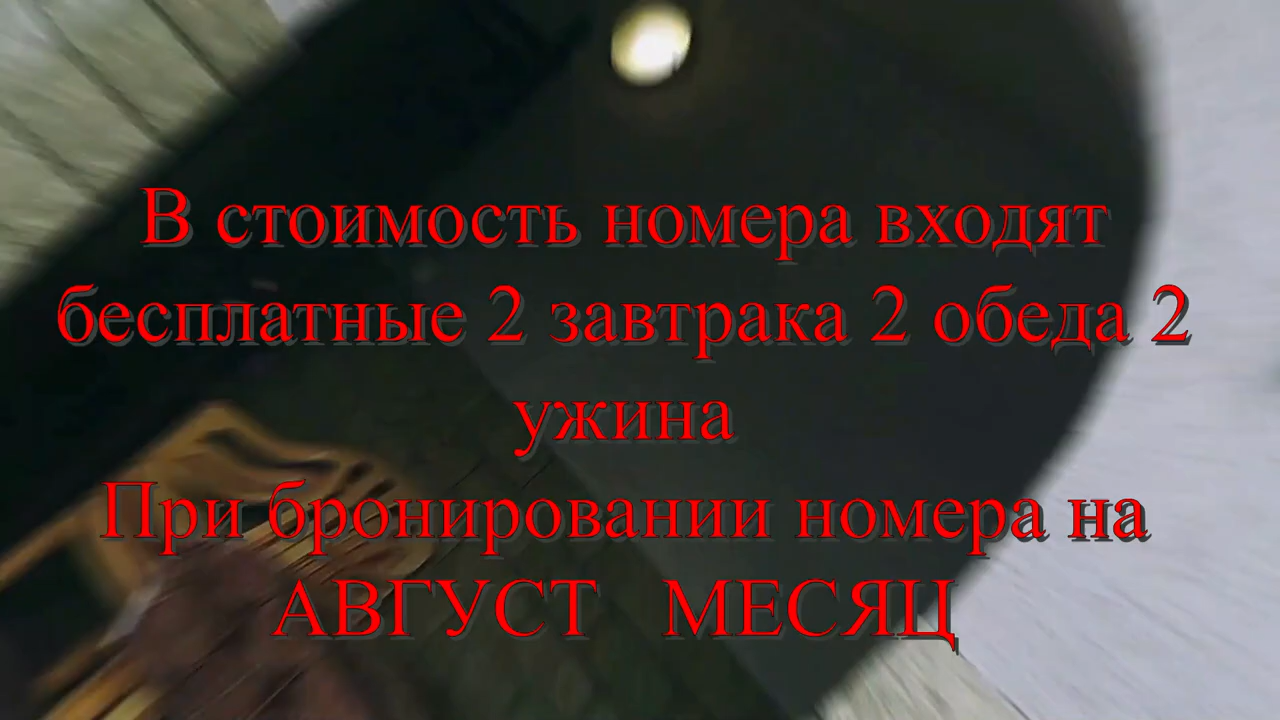 В стоимость номера входят
бесплатные 2 завтрака 2 обеда 2
ужина
При бронировании номера на
АВГУСТ МЕСЯЦ